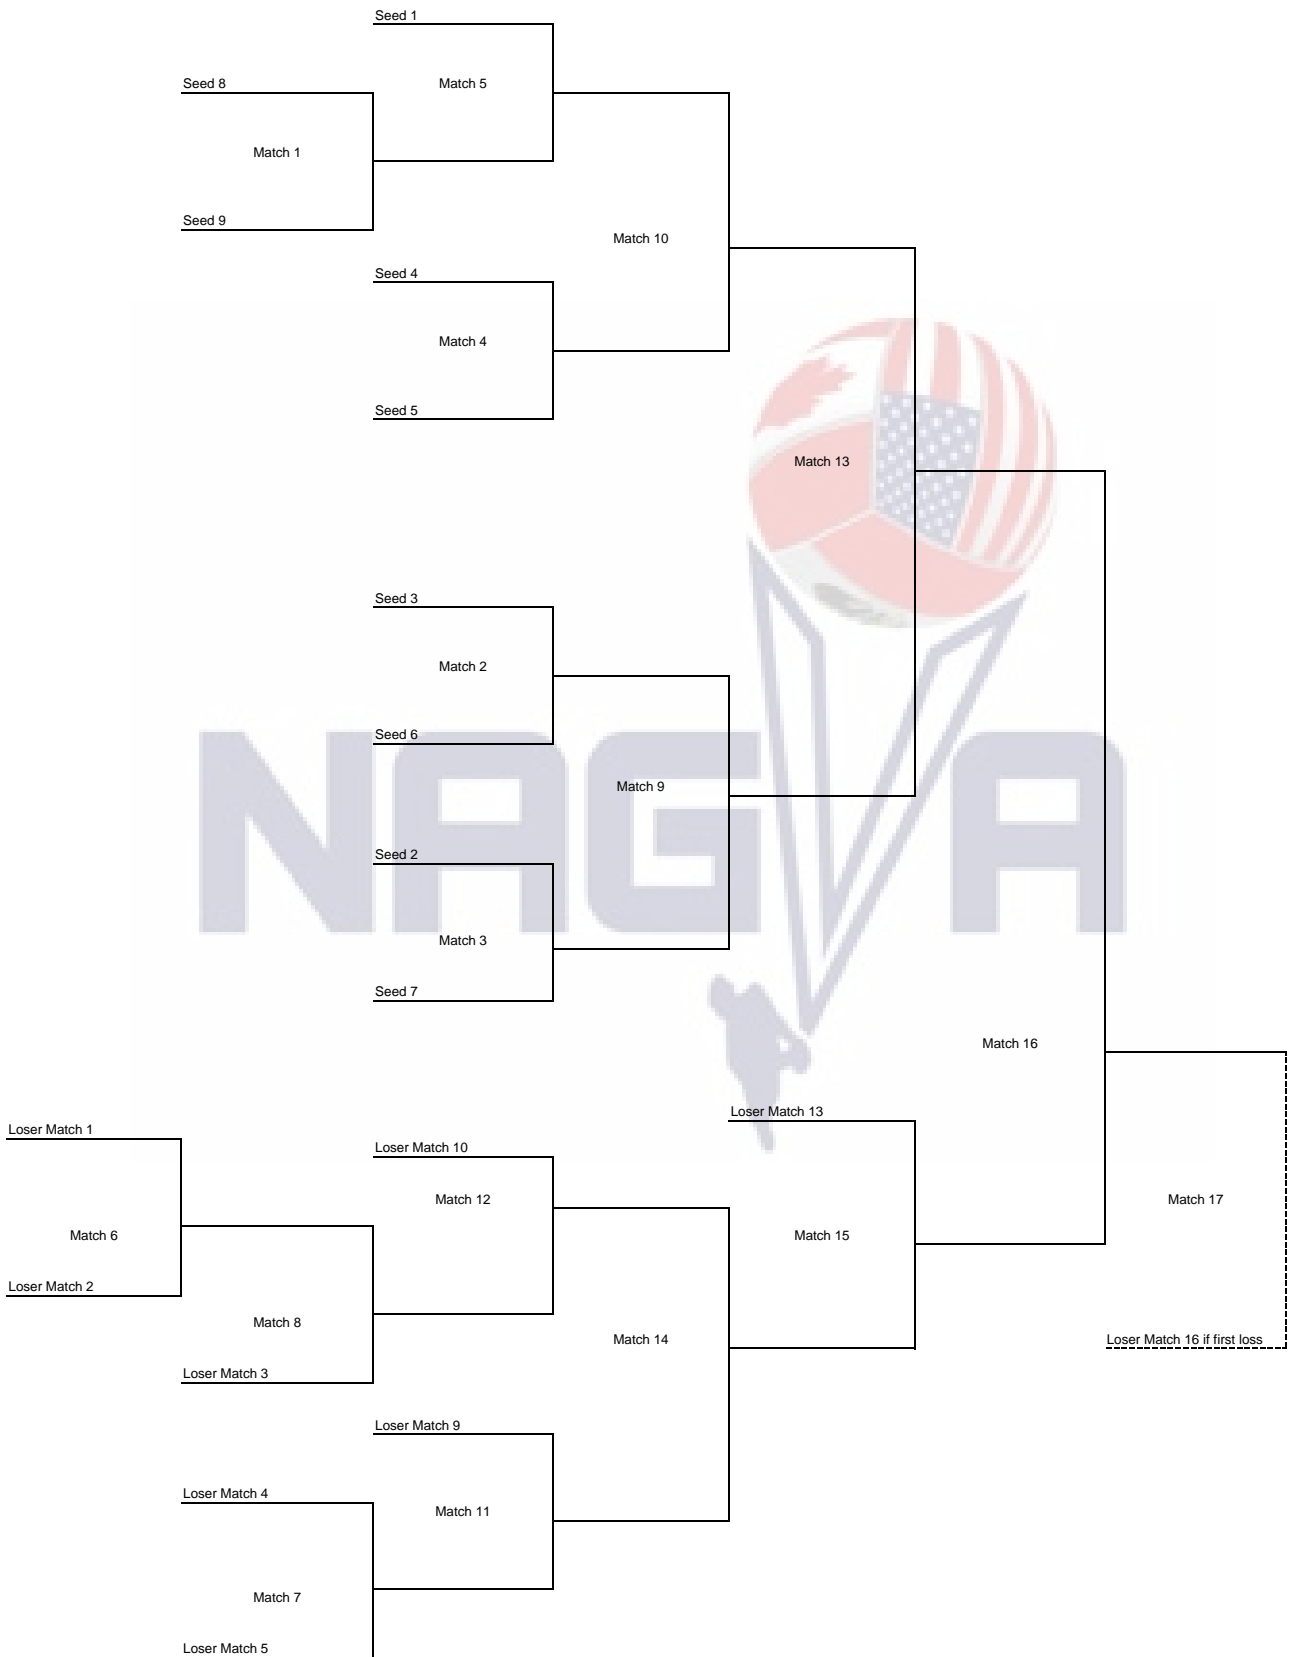 Seed 1
Seed 8
Match 5
Match 1
Seed 9
Match 10
Seed 4
Match 4
Seed 5
Match 13
Seed 3
Match 2
Seed 6
Match 9
Seed 2
Match 3
Seed 7
NAGVA
Match 16
Loser Match 13
Loser Match 1
Loser Match 10
Match 12
Match 17
Match 6
Match 15
Loser Match 2
Match 8
Match 14
Loser Match 16 if first loss
Loser Match 3
Loser Match 9
Loser Match 4
Match 11
Match 7
Loser Match 5